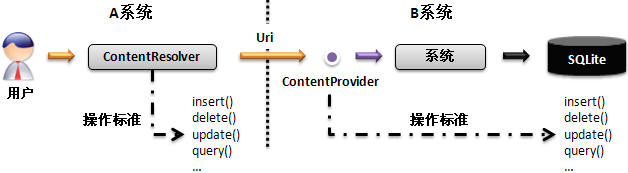 A系统
B系统
用户
ContentResolver
Uri
ContentProvider
系统
SQLite
操作标准
insert()
delete()
update()
query()
...
操作标准
insert()
delete()
update()
query()
...